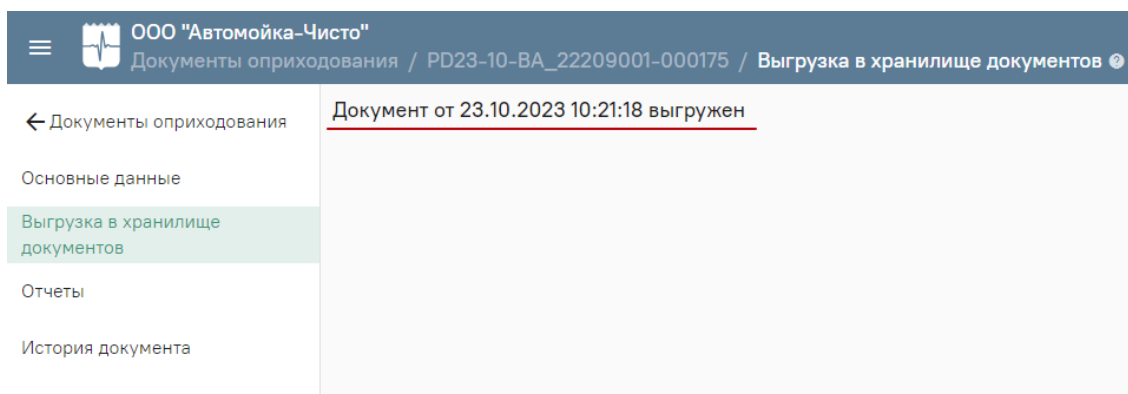 ООО "Автомойка-Чисто"
Документы оприходования / PD23-10-BA_22209001-000175 / Выгрузка в хранилище документов
Документы оприходования
Документ от 23.10.2023 10:21:18 выгружен
Основные данные
Выгрузка в хранилище
документов
Отчеты
История документа